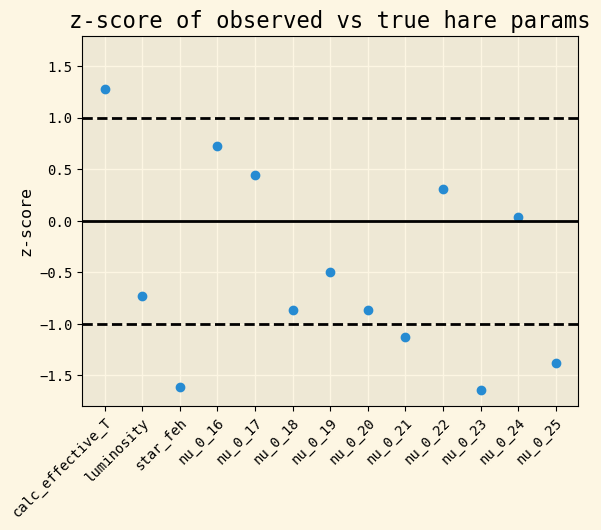 z-score of observed vs true hare params
z-score
1.5
1.0
0.5
0.0
−0.5
−1.0
−1.5
calc_effective_T
luminosity
star_feh
nu_0_16
nu_0_17
nu_0_18
nu_0_19
nu_0_20
nu_0_21
nu_0_22
nu_0_23
nu_0_24
nu_0_25